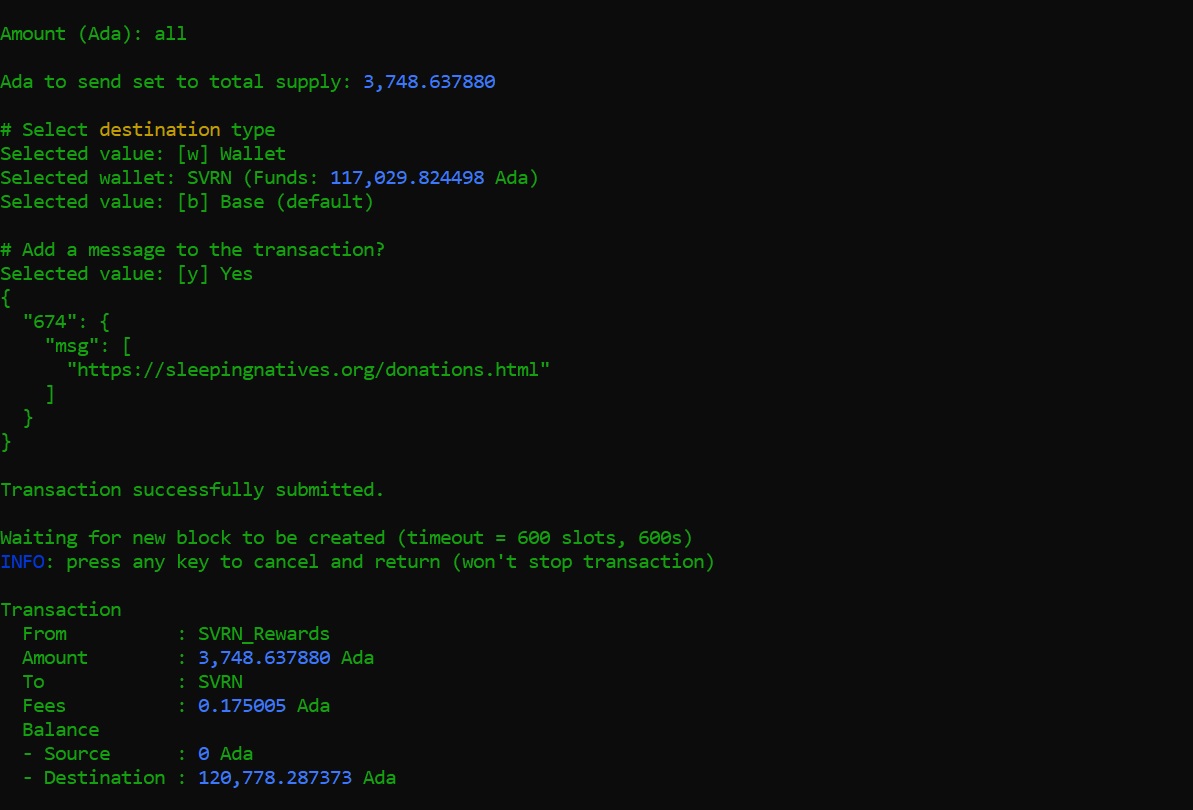 Amount (Ada): all
Ada to send set to total supply: 3,748.637880
# Select destination type
Selected value: [w] Wallet
Selected wallet: SVRN (Funds: 117,029.824498 Ada)
Selected value: [b] Base (default)
# Add a message to the transaction?
Selected value: [y] Yes
{
  "674": {
    "msg": [
      "https://sleepingnatives.org/donations.html"
    ]
  }
}
Transaction successfully submitted.
Waiting for new block to be created (timeout = 600 slots, 600s)
INFO: press any key to cancel and return (won't stop transaction)
Transaction
  From          : SVRN_Rewards
  Amount        : 3,748.637880 Ada
  To            : SVRN
  Fees          : 0.175005 Ada
  Balance
  - Source      : 0 Ada
  - Destination : 120,778.287373 Ada